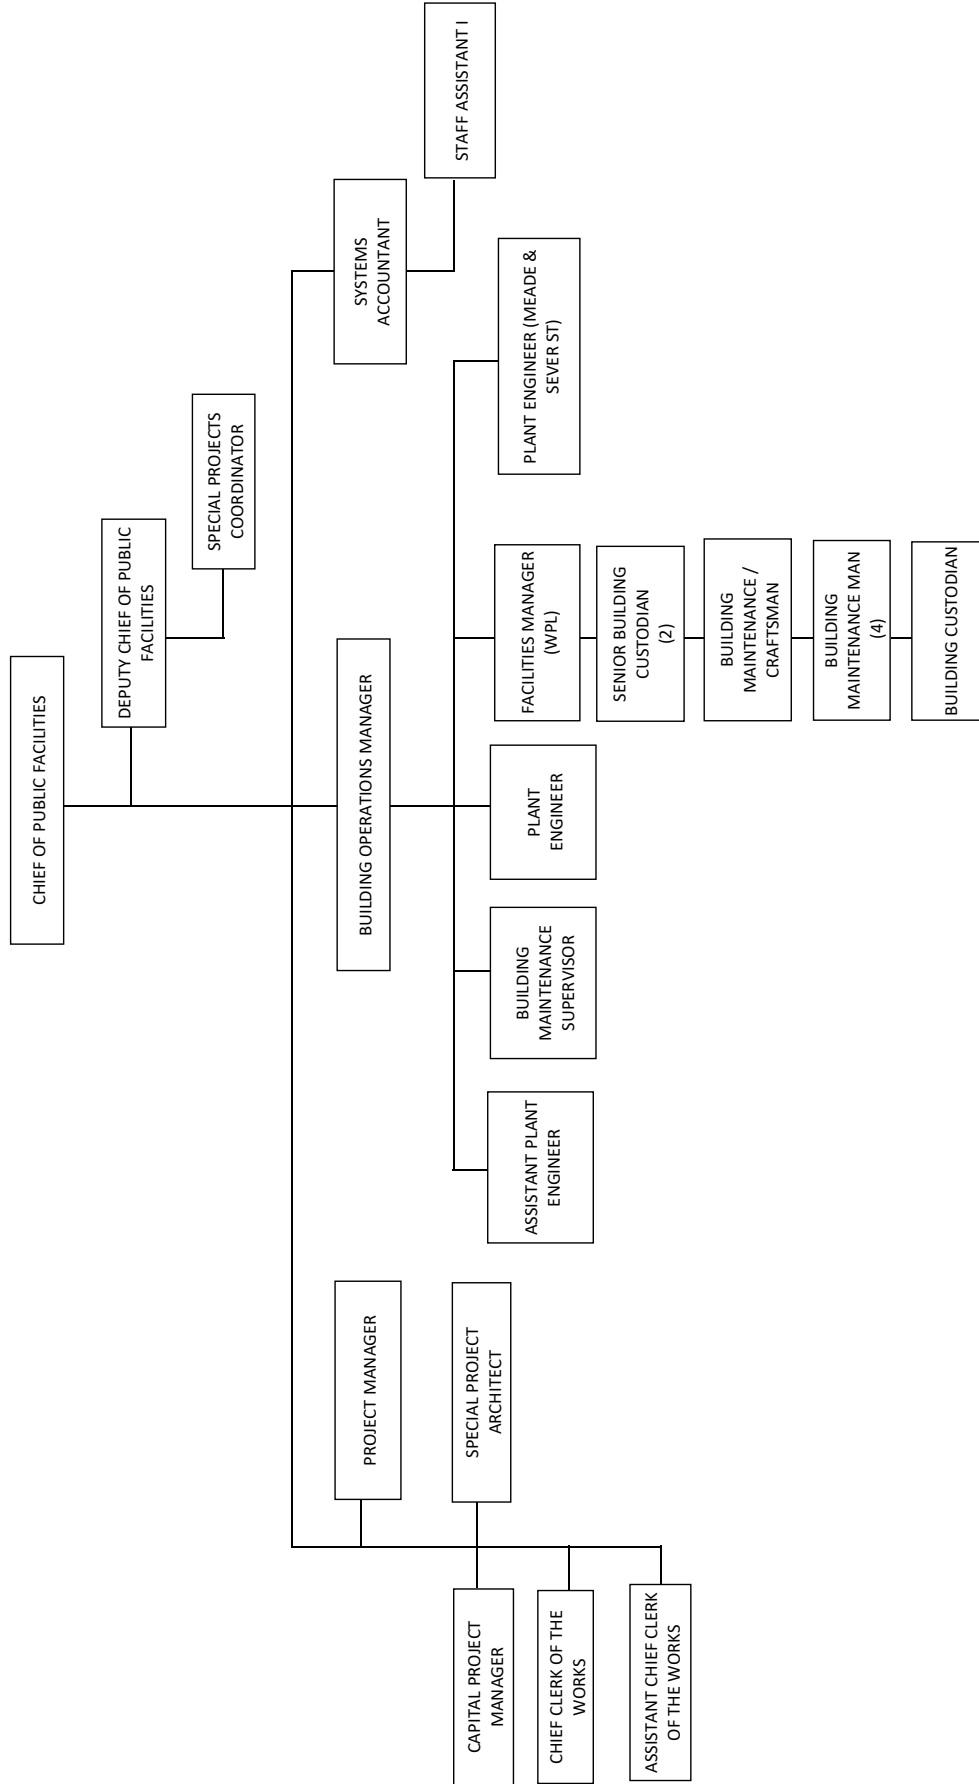 CHIEF OF PUBLIC FACILITIES
DEPUTY CHIEF OF PUBLIC
FACILITIES
SPECIAL PROJECTS
COORDINATOR
PROJECT MANAGER
CAPITAL PROJECT
MANAGER
SPECIAL PROJECT
ARCHITECT
CHIEF CLERK OF THE
WORKS
ASSISTANT CHIEF CLERK
OF THE WORKS
BUILDING OPERATIONS MANAGER
ASSISTANT PLANT
ENGINEER
BUILDING
MAINTENANCE
SUPERVISOR
PLANT
ENGINEER
FACILITIES MANAGER
(WPL)
SENIOR BUILDING
CUSTODIAN
(2)
BUILDING
MAINTENANCE /
CRAFTSMAN
BUILDING
MAINTENANCE MAN
(4)
BUILDING CUSTODIAN
PLANT ENGINEER (MEADE &
SEVER ST)
SYSTEMS
ACCOUNTANT
STAFF ASSISTANT I